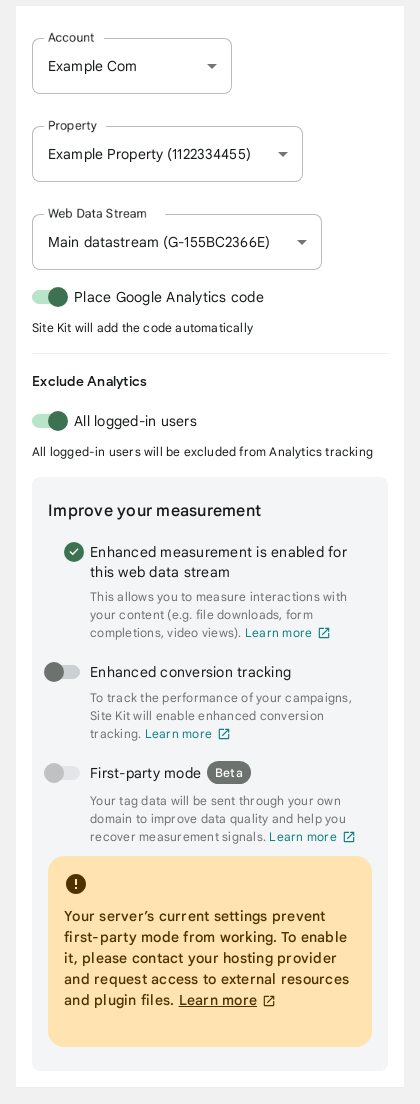 Account
Example Com
Property
Example Property (1122334455)
Web Data Stream
Main datastream (G-155BC2366E)
Place Google Analytics code
Site Kit will add the code automatically
Exclude Analytics
All logged-in users
All logged-in users will be excluded from Analytics tracking
Improve your measurement
Enhanced measurement is enabled for
this web data stream
This allows you to measure interactions with
your content (e.g. file downloads, form
completions, video views). Learn more
Enhanced conversion tracking
To track the performance of your campaigns,
Site Kit will enable enhanced conversion
tracking. Learn more
First-party mode Beta
Your tag data will be sent through your own
domain to improve data quality and help you
recover measurement signals. Learn more
Your server’s current settings prevent
first-party mode from working. To enable
it, please contact your hosting provider
and request access to external resources
and plugin files. Learn more